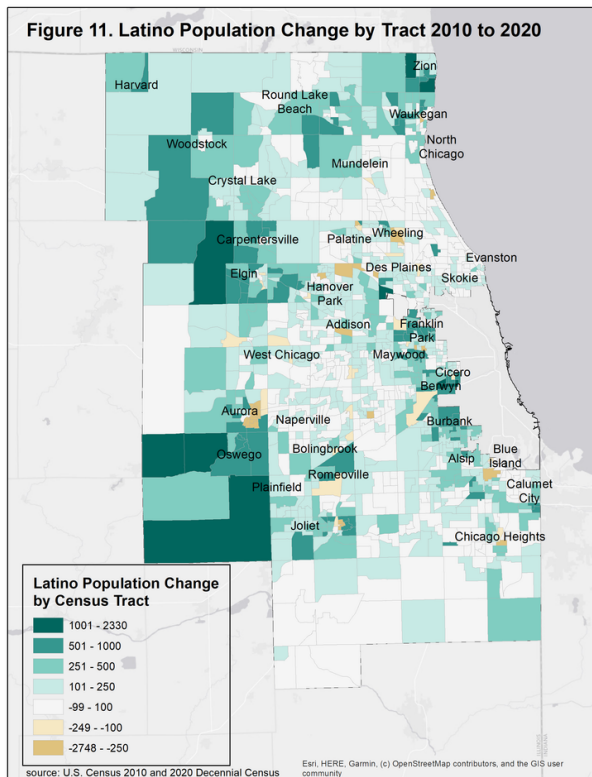 Figure 11. Latino Population Change by Tract 2010 to 2020
WISCONSIN
Zion
Harvard
Round Lake
Beach
Waukegan
North
Chicago
Woodstock
Mundelein
Crystal Lake
Carpentersville
Palatine
Wheeling
Evanston
Elgin
Des Plaines
Skokie
Hanover
Park
Addison
Franklin
Park
West Chicago
Maywood
Cicero
Berwyn
Aurora
Naperville
Burbank
Oswego
Bolingbrook
Alsip
Blue
Island
Romeoville
Plainfield
Calumet
City
Joliet
Chicago Heights
Latino Population Change
by Census Tract
1001 - 2330
501 - 1000
251 - 500
101 - 250
-99 - 100
-249 - -100
-2748 - -250
ILLINOIS
INDIANA
source: U.S. Census 2010 and 2020 Decennial Census
Esri, HERE, Garmin, (c) OpenStreetMap contributors, and the GIS user
community